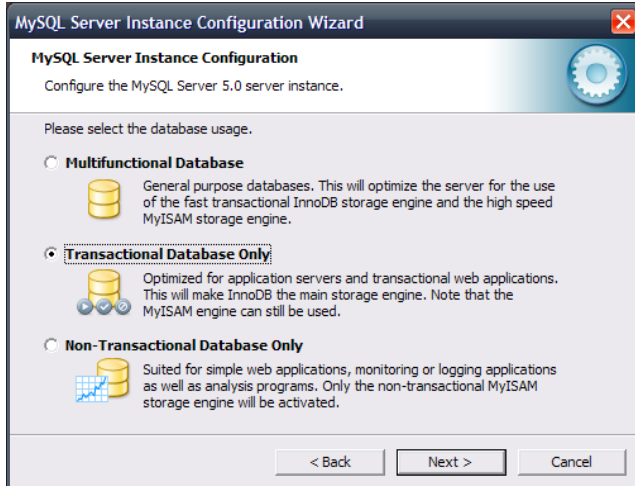 MySQL Server Instance Configuration Wizard
MySQL Server Instance Configuration
Configure the MySQL Server 5.0 server instance.
Please select the database usage.
Multifunctional Database
General purpose databases. This will optimize the server for the use
of the fast transactional InnoDB storage engine and the high speed
MyISAM storage engine.
Transactional Database Only
Optimized for application servers and transactional web applications.
This will make InnoDB the main storage engine. Note that the
MyISAM engine can still be used.
Non-Transactional Database Only
Suited for simple web applications, monitoring or logging applications
as well as analysis programs. Only the non-transactional MyISAM
storage engine will be activated.
< Back Next > Cancel